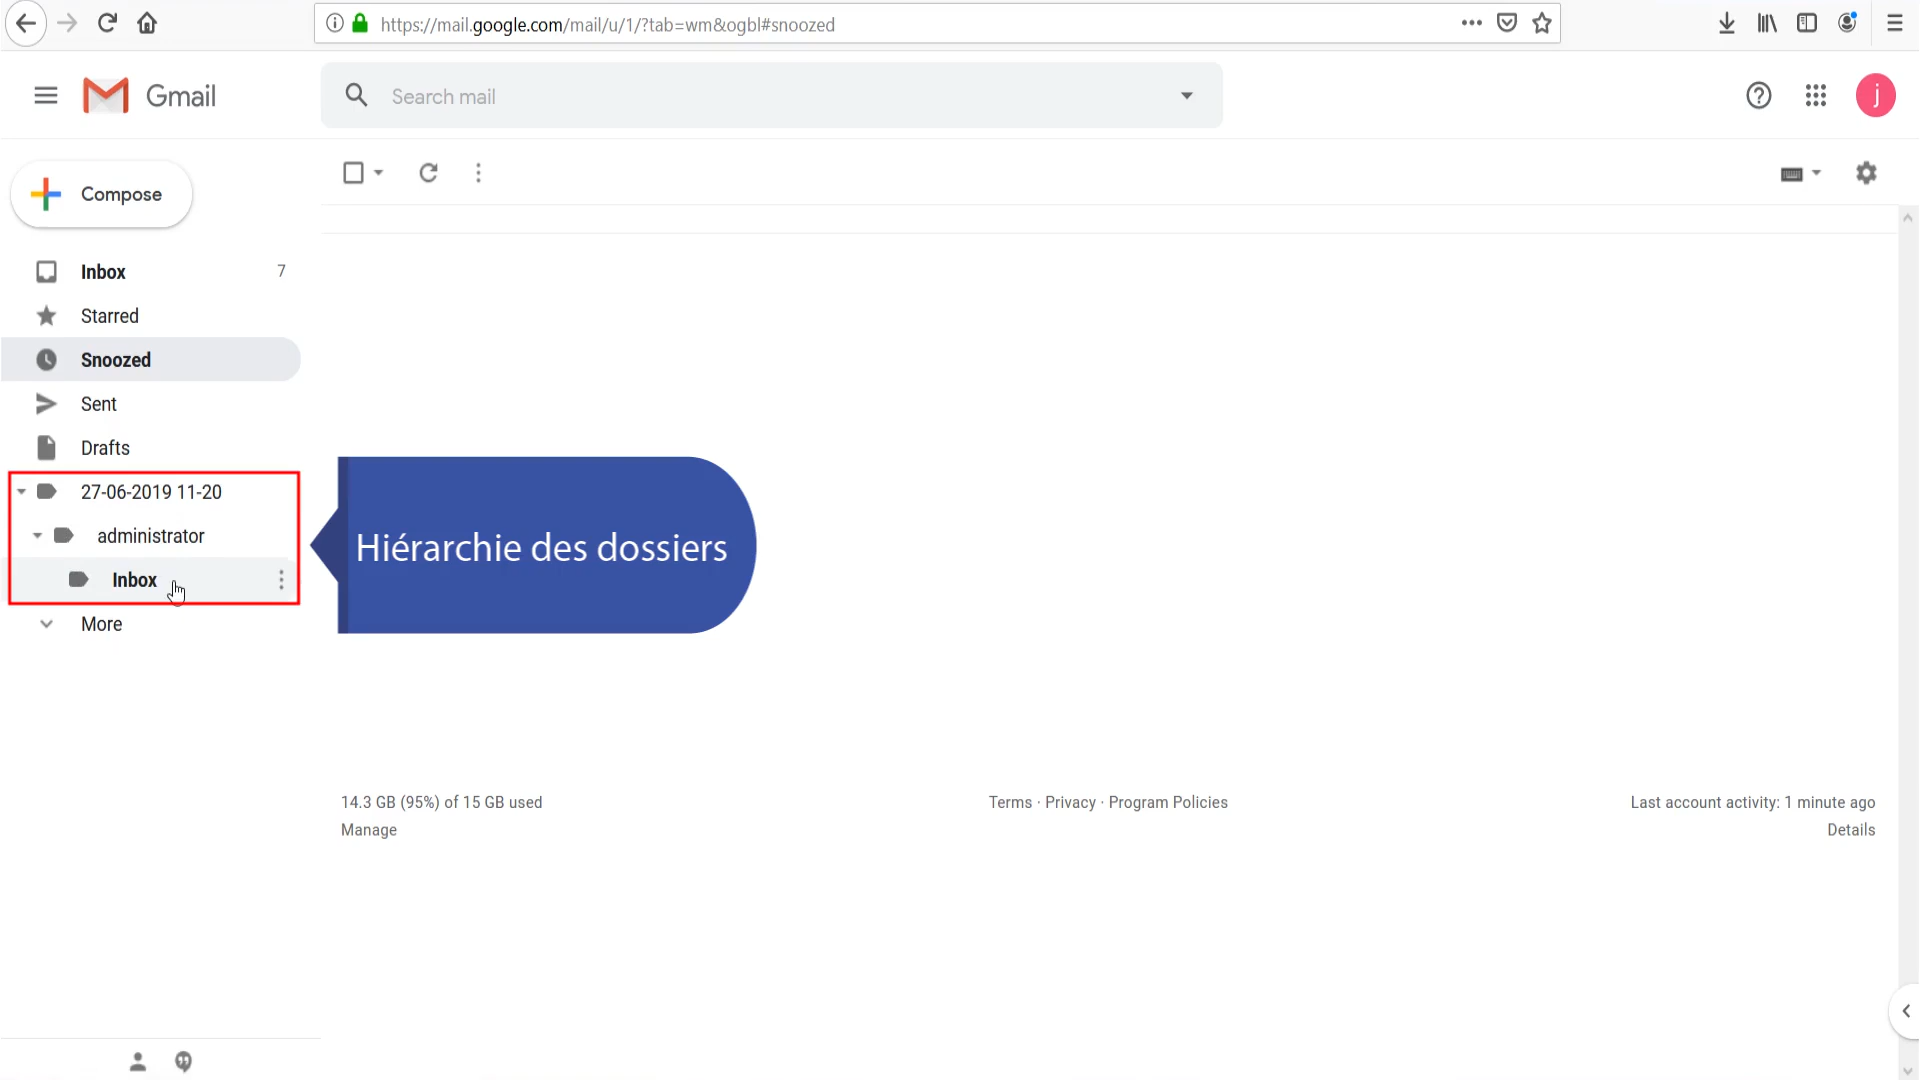 https://mail.google.com/mail/u/1/?tab=wm&ogbl#snoozed
Gmail
Search mail
j
Compose
Inbox 7
Starred
Snoozed
Sent
Drafts
27-06-2019 11-20
administrator
Inbox
More
Hiérarchie des dossiers
14.3 GB (95%) of 15 GB used
Manage
Terms · Privacy · Program Policies
Last account activity: 1 minute ago
Details